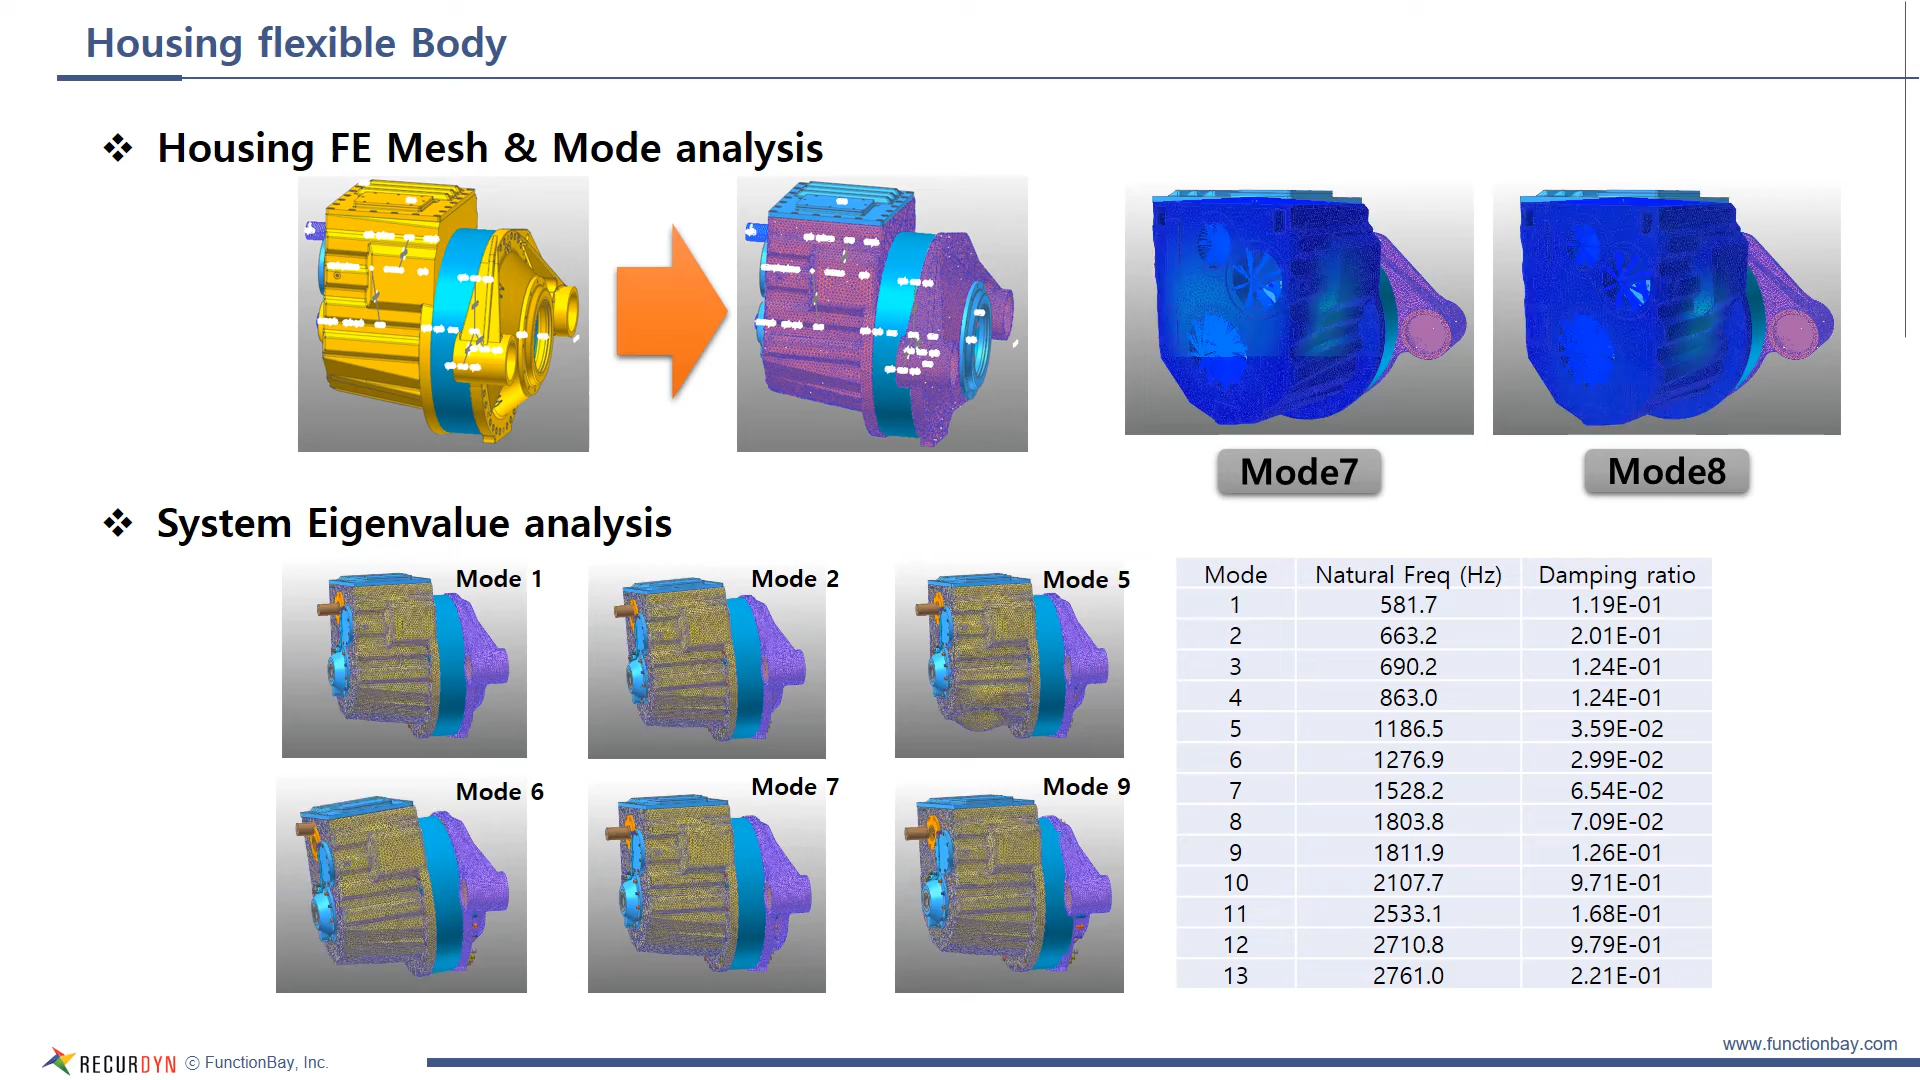 Housing flexible Body
❖ Housing FE Mesh & Mode analysis
Mode7
Mode8
❖ System Eigenvalue analysis
Mode 1
Mode 2
Mode 5
Mode 6
Mode 7
Mode 9
Mode Natural Freq (Hz) Damping ratio
1 581.7 1.19E-01
2 663.2 2.01E-01
3 690.2 1.24E-01
4 863.0 1.24E-01
5 1186.5 3.59E-02
6 1276.9 2.99E-02
7 1528.2 6.54E-02
8 1803.8 7.09E-02
9 1811.9 1.26E-01
10 2107.7 9.71E-01
11 2533.1 1.68E-01
12 2710.8 9.79E-01
13 2761.0 2.21E-01
www.functionbay.com
RECURDYN ⓒ FunctionBay, Inc.